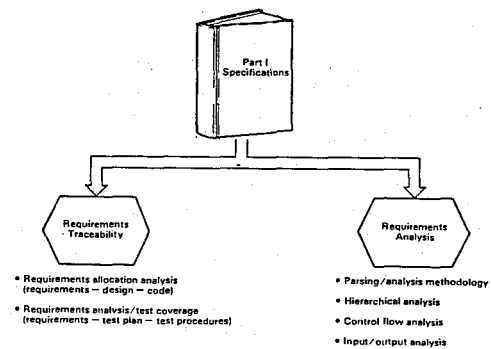 Part I
Specifications
Requirements
Traceability
Requirements
Analysis
• Requirements allocation analysis
(requirements — design — code)
• Requirements analysis/test coverage
(requirements — test plan — test procedures)
• Parsing/analysis methodology
• Hierarchical analysis
• Control flow analysis
• Input/output analysis